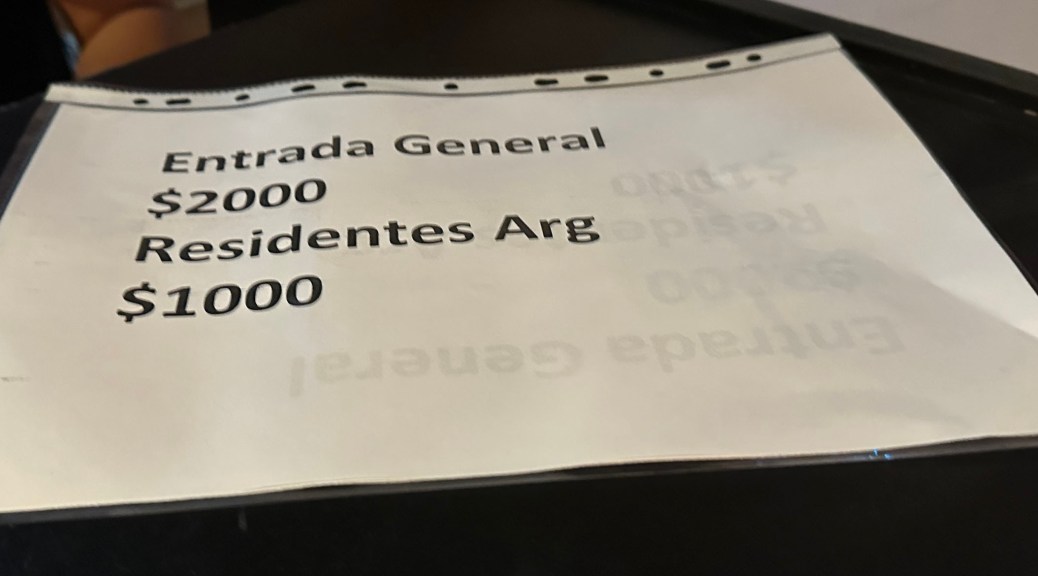 Entrada General
$2000
Residentes Arg
$1000